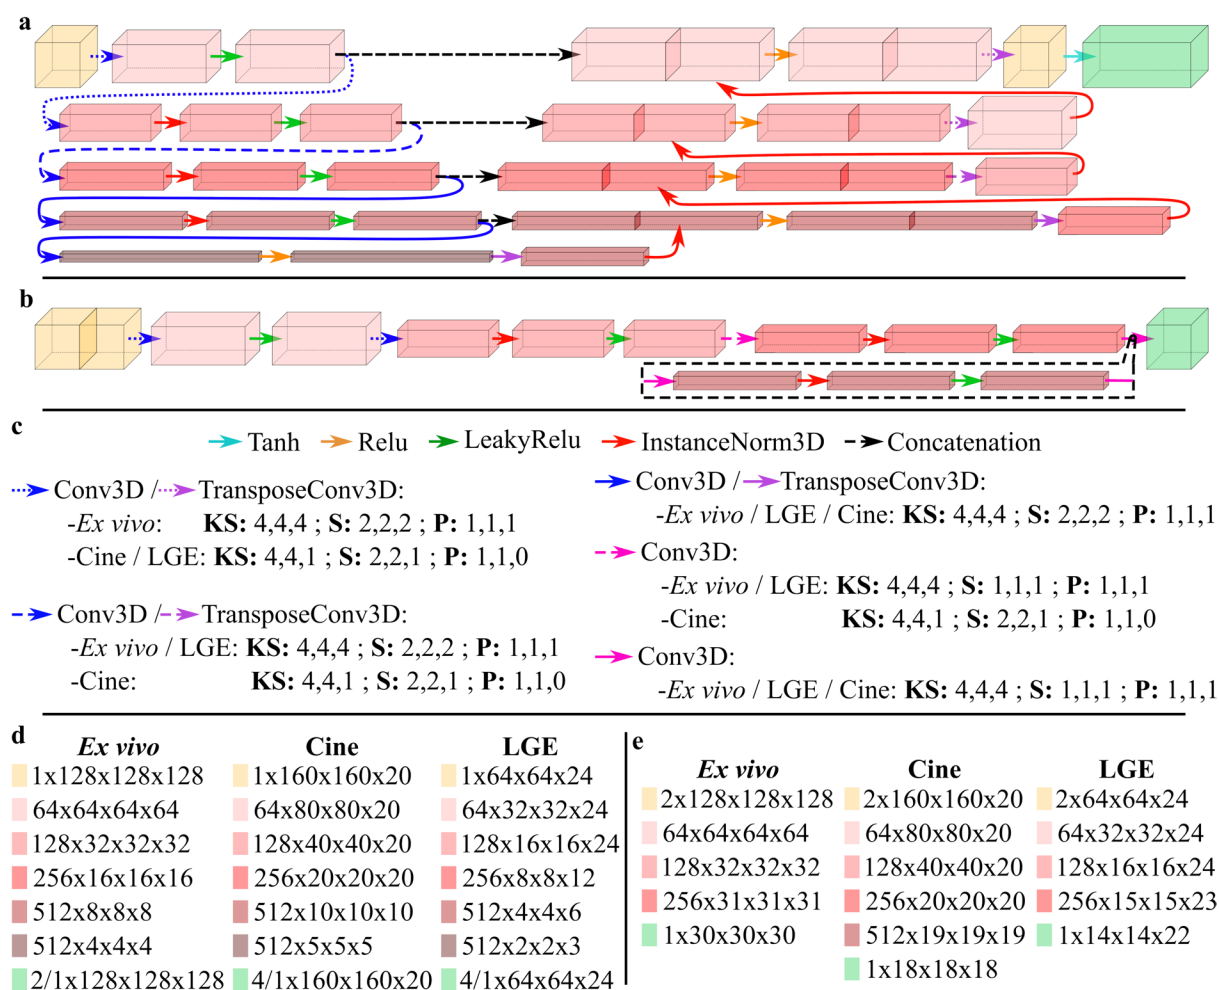 a
b
c
Tanh Relu LeakyRelu InstanceNorm3D Concatenation
Conv3D / TransposeConv3D:
-Ex vivo: KS: 4,4,4 ; S: 2,2,2 ; P: 1,1,1
-Cine / LGE: KS: 4,4,1 ; S: 2,2,1 ; P: 1,1,0
Conv3D / TransposeConv3D:
-Ex vivo / LGE: KS: 4,4,4 ; S: 2,2,2 ; P: 1,1,1
-Cine: KS: 4,4,1 ; S: 2,2,1 ; P: 1,1,0
Conv3D / TransposeConv3D:
-Ex vivo / LGE / Cine: KS: 4,4,4 ; S: 2,2,2 ; P: 1,1,1
Conv3D:
-Ex vivo / LGE: KS: 4,4,4 ; S: 1,1,1 ; P: 1,1,1
-Cine: KS: 4,4,1 ; S: 2,2,1 ; P: 1,1,0
Conv3D:
-Ex vivo / LGE / Cine: KS: 4,4,4 ; S: 1,1,1 ; P: 1,1,1
d
Ex vivo Cine LGE
1x128x128x128 1x160x160x20 1x64x64x24
64x64x64x64 64x80x80x20 64x32x32x24
128x32x32x32 128x40x40x20 128x16x16x24
256x16x16x16 256x20x20x20 256x8x8x12
512x8x8x8 512x10x10x10 512x4x4x6
512x4x4x4 512x5x5x5 512x2x2x3
2/1x128x128x128 4/1x160x160x20 4/1x64x64x24
e
Ex vivo Cine LGE
2x128x128x128 2x160x160x20 2x64x64x24
64x64x64x64 64x80x80x20 64x32x32x24
128x32x32x32 128x40x40x20 128x16x16x24
256x31x31x31 256x20x20x20 256x15x15x23
1x30x30x30 512x19x19x19 1x14x14x22
1x18x18x18